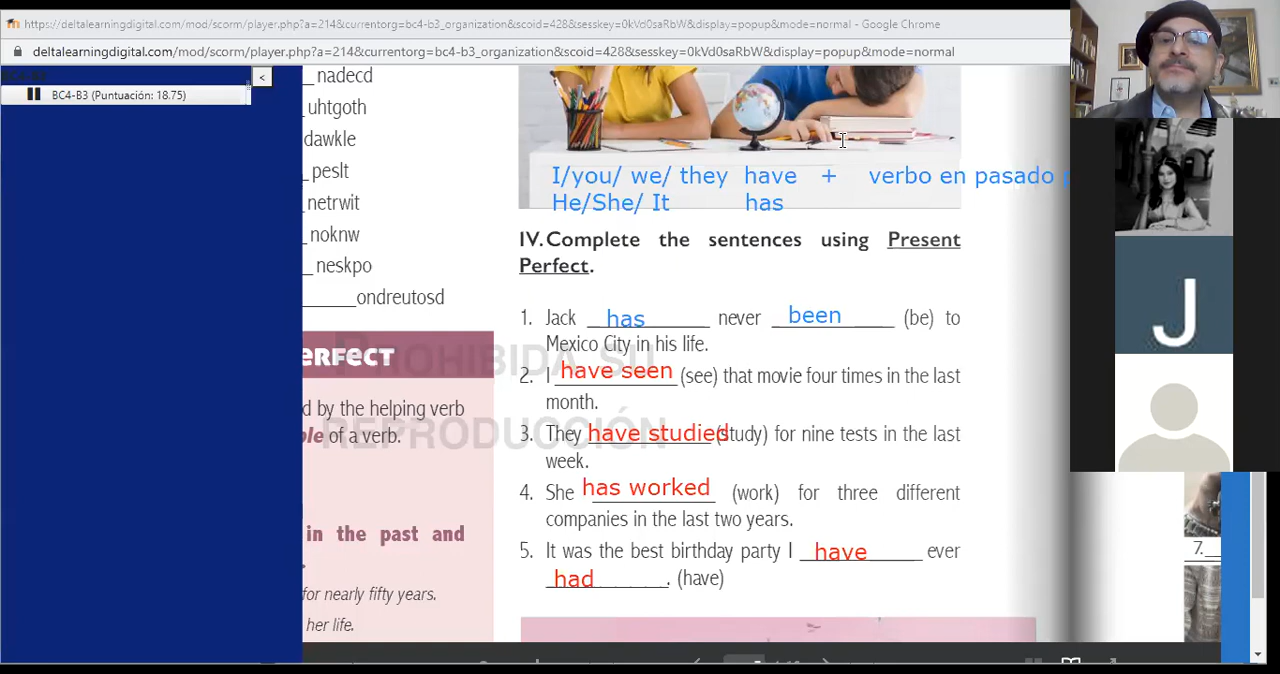 https://deltalearningdigital.com/mod/scorm/player.php?a=214&currentorg=bc4-b3_organization&scoid=428&sesskey=0kVd0saRbW&display=popup&mode=normal - Google Chrome
deltalearningdigital.com/mod/scorm/player.php?a=214&currentorg=bc4-b3_organization&scoid=428&sesskey=0kVd0saRbW&display=popup&mode=normal
BC4-B3
<
BC4-B3 (Puntuación: 18.75)
_nadecd
_uhtgoth
dawkle
_peslt
_netrwit
_noknw
_neskpo
______ondreutosd
ERFECT
d by the helping verb
ple of a verb.
in the past and
for nearly fifty years.
her life.
I/you/ we/ they have + verbo en pasado
He/She/ It has
IV. Complete the sentences using Present
Perfect.
1. Jack has never been (be) to
Mexico City in his life.
2. I have seen (see) that movie four times in the last
month.
3. They have studied (study) for nine tests in the last
week.
4. She has worked (work) for three different
companies in the last two years.
5. It was the best birthday party I have ever
had. (have)
PROHIBIDA SU
REPRODUCCIÓN
J
7.